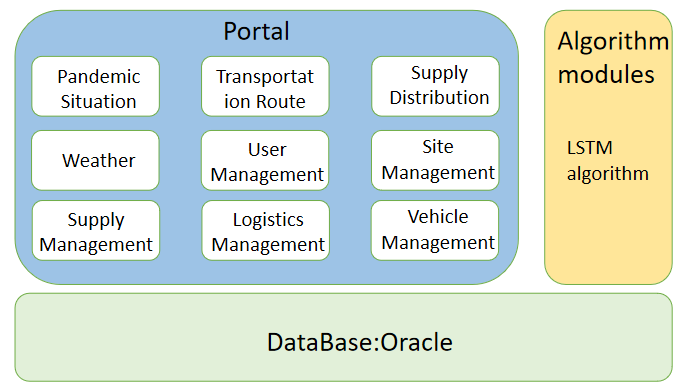 Portal
Pandemic
Situation
Transportat
ion Route
Supply
Distribution
Weather
User
Management
Site
Management
Supply
Management
Logistics
Management
Vehicle
Management
Algorithm
modules
LSTM
algorithm
DataBase:Oracle